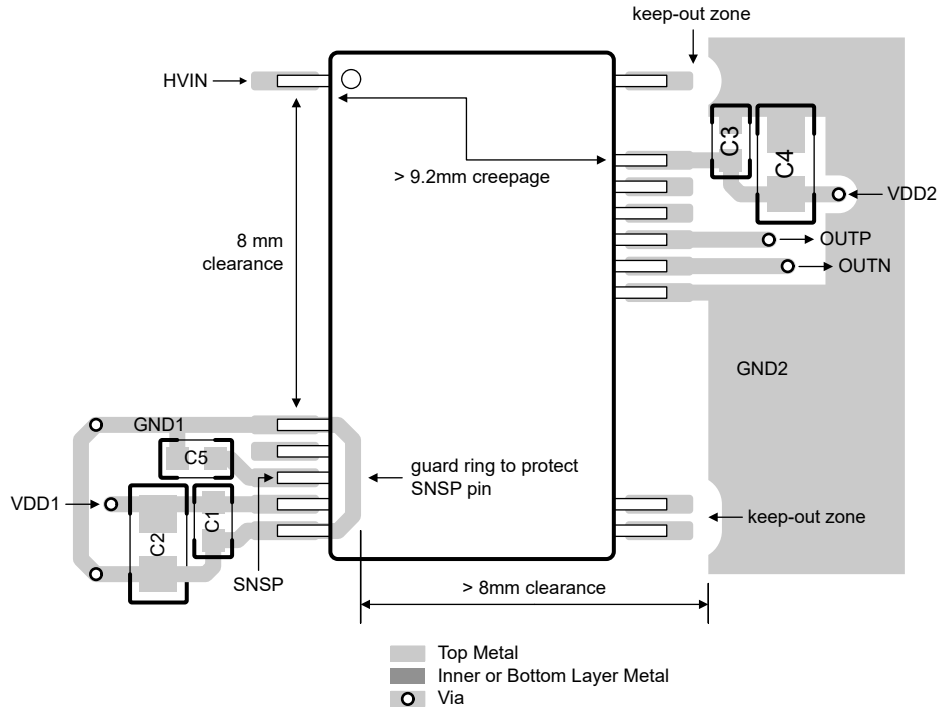 keep-out zone
HVIN
C3
C4
> 9.2mm creepage
VDD2
8 mm
clearance
OUTP
OUTN
GND2
GND1
C5
guard ring to protect
SNSP pin
VDD1
C1
C2
keep-out zone
SNSP
> 8mm clearance
Top Metal
Inner or Bottom Layer Metal
Via